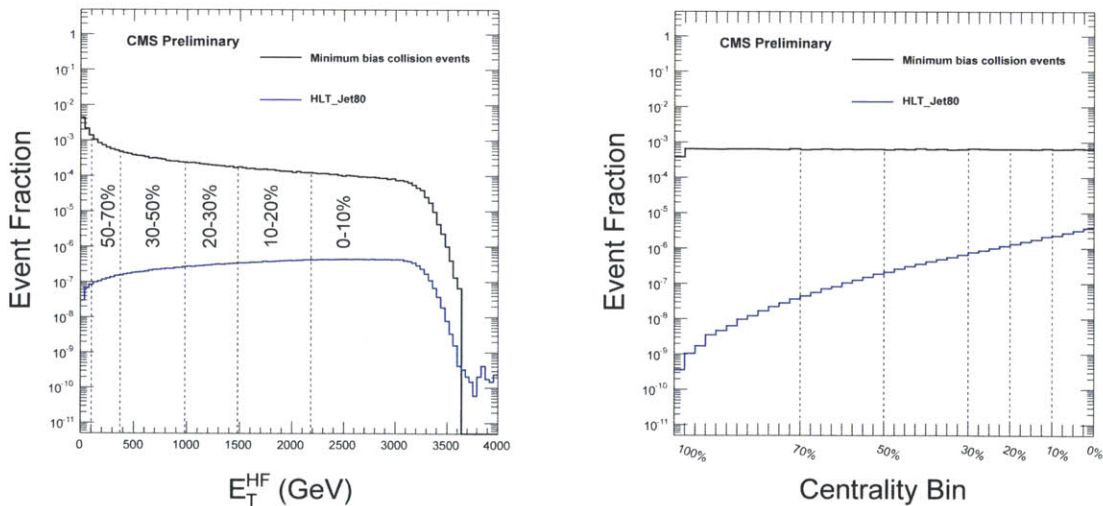 CMS Preliminary
Minimum bias collision events
HLT_Jet80
Event Fraction
1
10^-1
10^-2
10^-3
10^-4
10^-5
10^-6
10^-7
10^-8
10^-9
10^-10
10^-11
50-70%
30-50%
20-30%
10-20%
0-10%
0 500 1000 1500 2000 2500 3000 3500 4000
E_T^HF (GeV)
CMS Preliminary
Minimum bias collision events
HLT_Jet80
Event Fraction
1
10^-1
10^-2
10^-3
10^-4
10^-5
10^-6
10^-7
10^-8
10^-9
10^-10
10^-11
100% 70% 50% 30% 20% 10% 0%
Centrality Bin